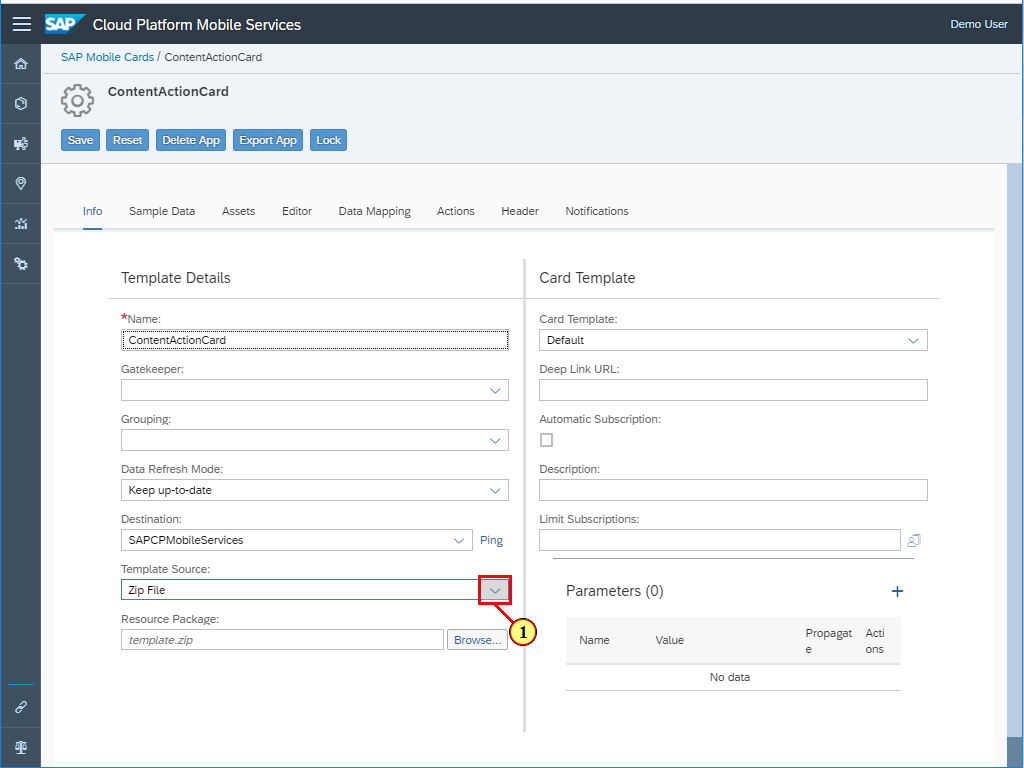 SAP Cloud Platform Mobile Services
Demo User
SAP Mobile Cards / ContentActionCard
ContentActionCard
Save Reset Delete App Export App Lock
Info Sample Data Assets Editor Data Mapping Actions Header Notifications
Template Details
*Name:
ContentActionCard
Gatekeeper:
Grouping:
Data Refresh Mode:
Keep up-to-date
Destination:
SAPCPMobileServices Ping
Template Source:
Zip File
Resource Package:
template.zip Browse...
1
Card Template
Card Template:
Default
Deep Link URL:
Automatic Subscription:
Description:
Limit Subscriptions:
Parameters (0) +
Name Value Propagat Acti
e ons
No data